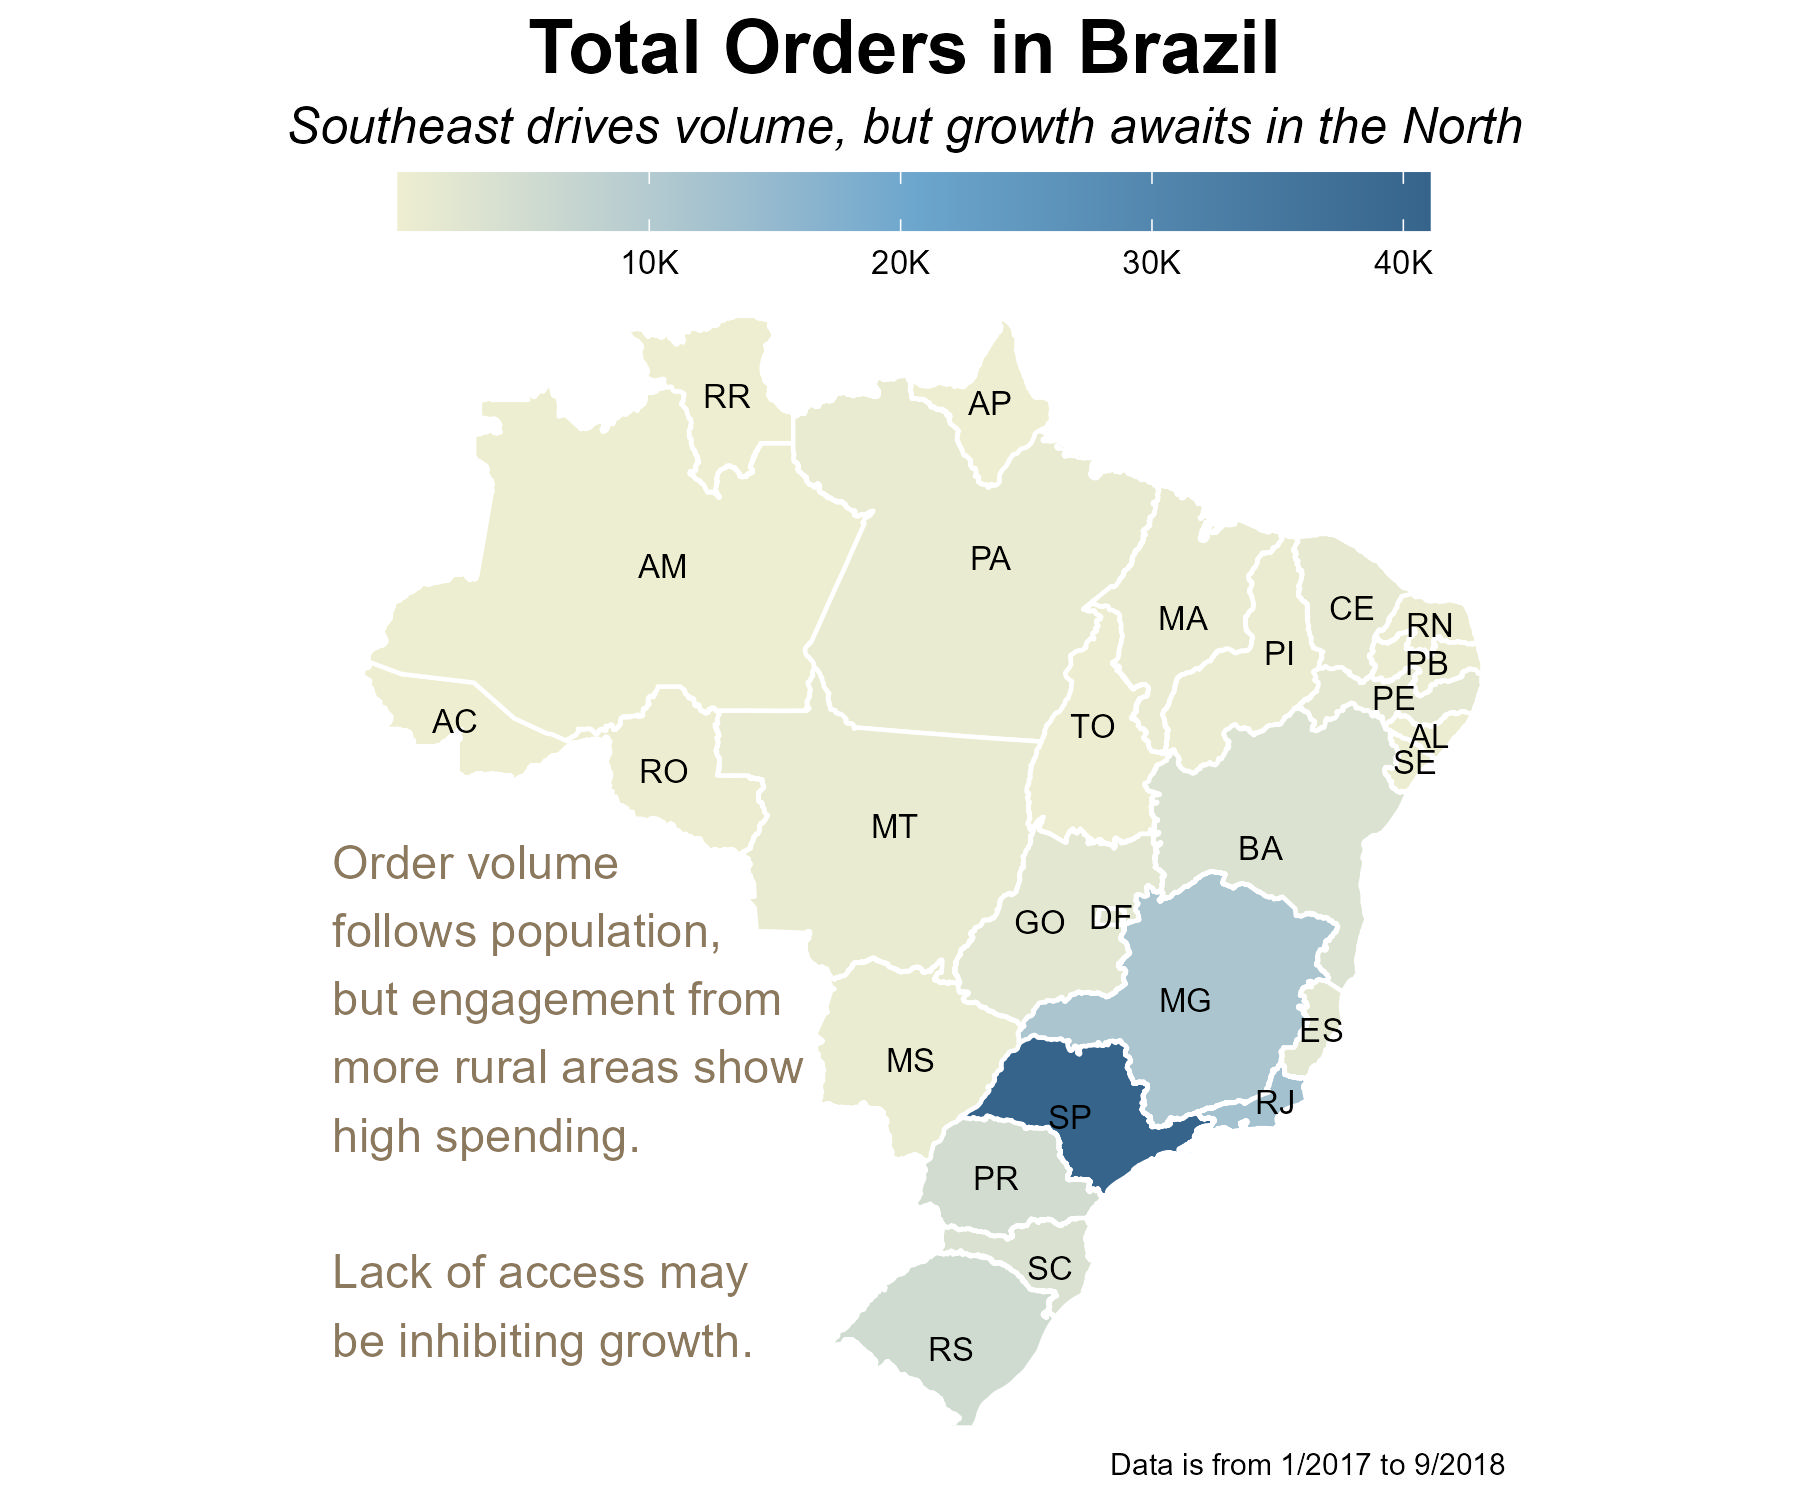 Total Orders in Brazil
Southeast drives volume, but growth awaits in the North
10K 20K 30K 40K
RR
AP
AM
PA
MA
CE
RN
PI
PB
PE
AC
TO
AL
RO
SE
MT
BA
GO
DF
MG
ES
MS
RJ
SP
PR
SC
RS
Order volume
follows population,
but engagement from
more rural areas show
high spending.
Lack of access may
be inhibiting growth.
Data is from 1/2017 to 9/2018